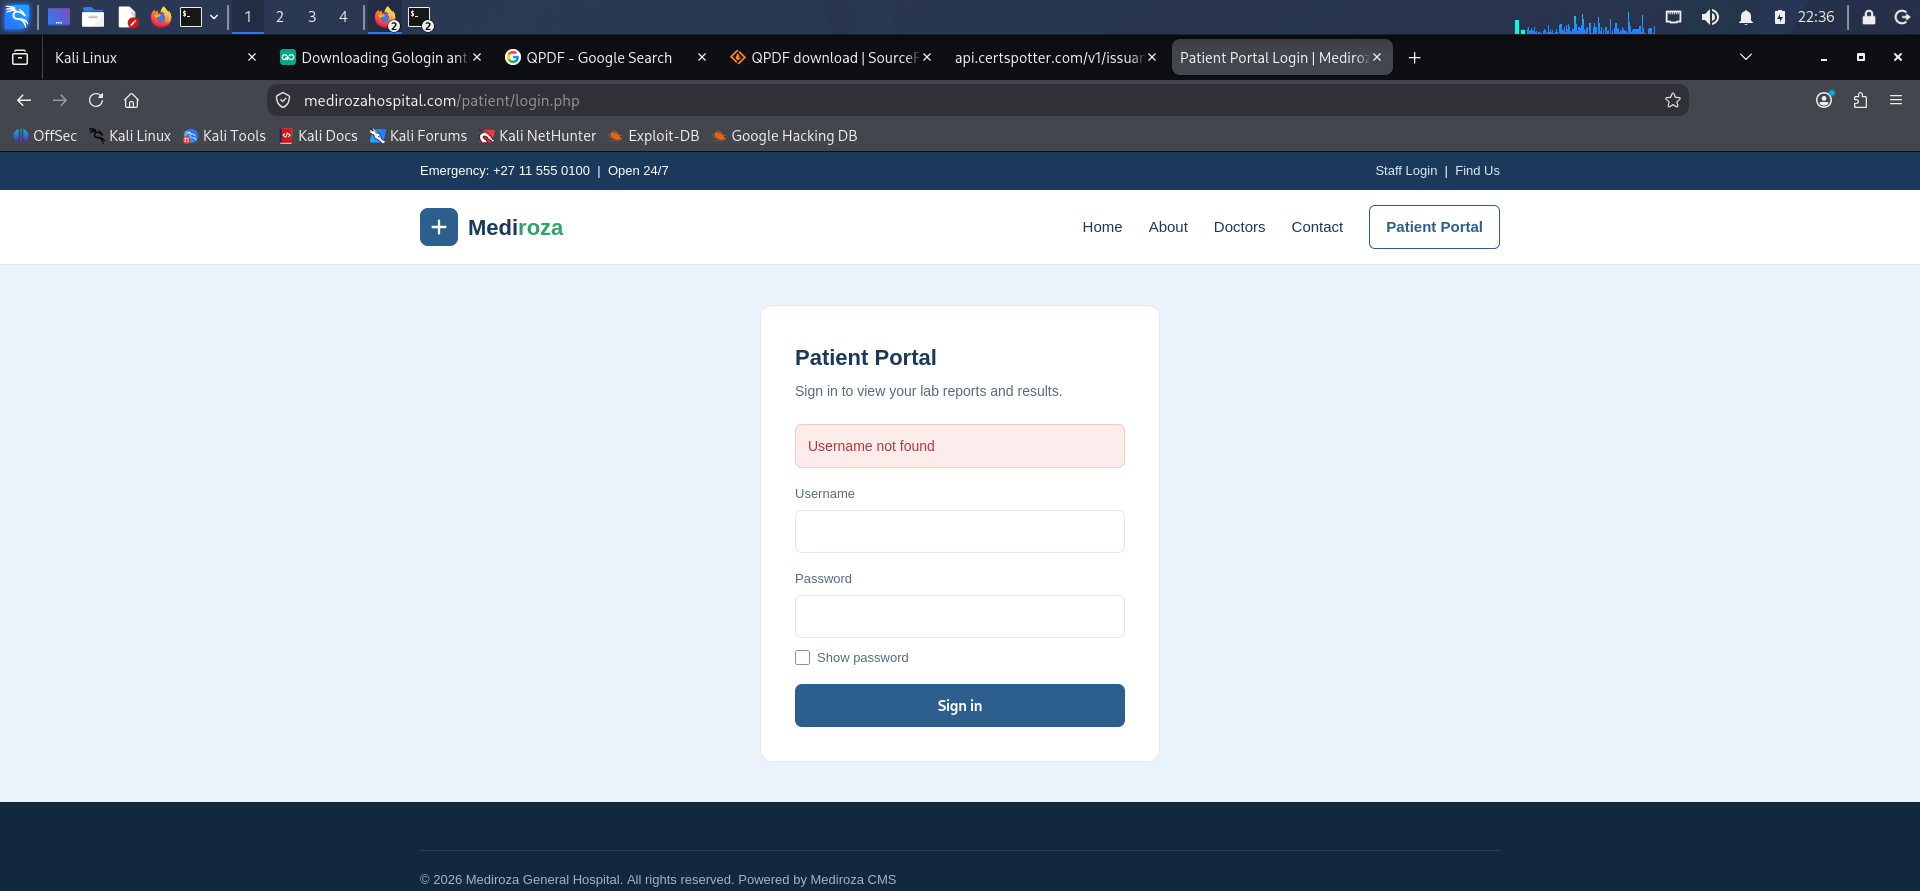 1 2 3 4 2 2 22:36
Kali Linux Downloading Gologin ant QPDF - Google Search QPDF download | SourceF api.certspotter.com/v1/issuar Patient Portal Login | Mediroz
medirozahospital.com/patient/login.php
OffSec Kali Linux Kali Tools Kali Docs Kali Forums Kali NetHunter Exploit-DB Google Hacking DB
Emergency: +27 11 555 0100 | Open 24/7 Staff Login | Find Us
Mediroza Home About Doctors Contact Patient Portal
Patient Portal
Sign in to view your lab reports and results.
Username not found
Username
Password
Show password
Sign in
© 2026 Mediroza General Hospital. All rights reserved. Powered by Mediroza CMS